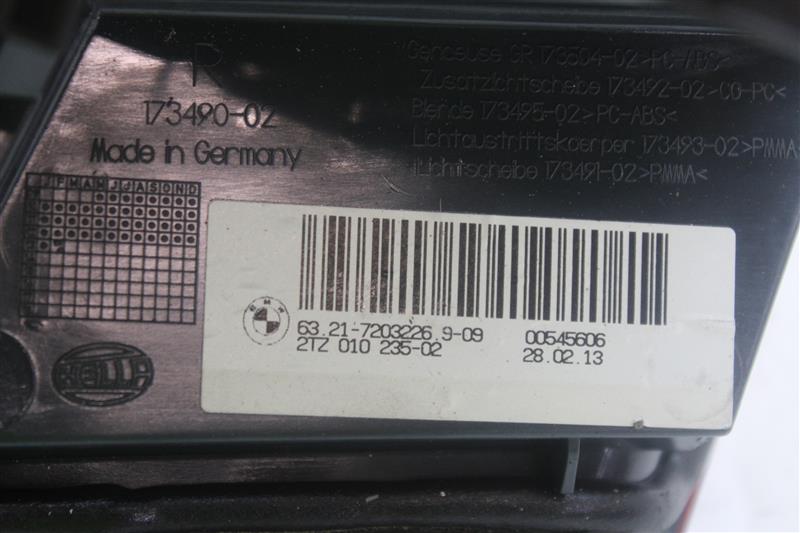 R
173490-02
Made in Germany
Gehaeuse GR 173504-02 >PC-ABS<
Zusatzlichtscheibe 173492-02 >CO-PC<
Blende 173495-02 >PC-ABS<
Lichtaustrittskoerper 173493-02 >PMMA
Lichtscheibe 173491-02 >PMMA<
J F M A M J J A S O N D
BMW
63.21-7203226.9-09 00545606
2TZ 010 235-02 28.02.13
HELLA